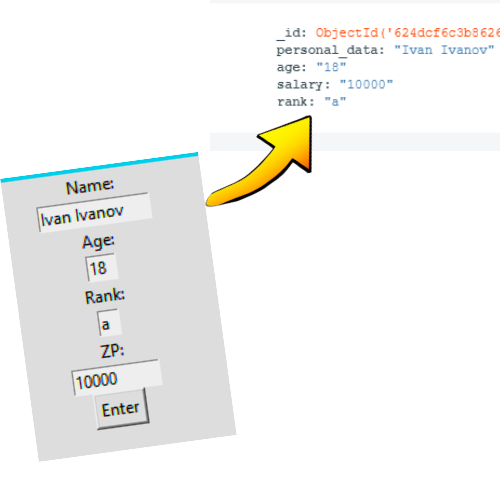 _id: ObjectId('624dcf6c3b8626
personal_data: "Ivan Ivanov"
age: "18"
salary: "10000"
rank: "a"
Name:
Ivan Ivanov
Age:
18
Rank:
a
ZP:
10000
Enter